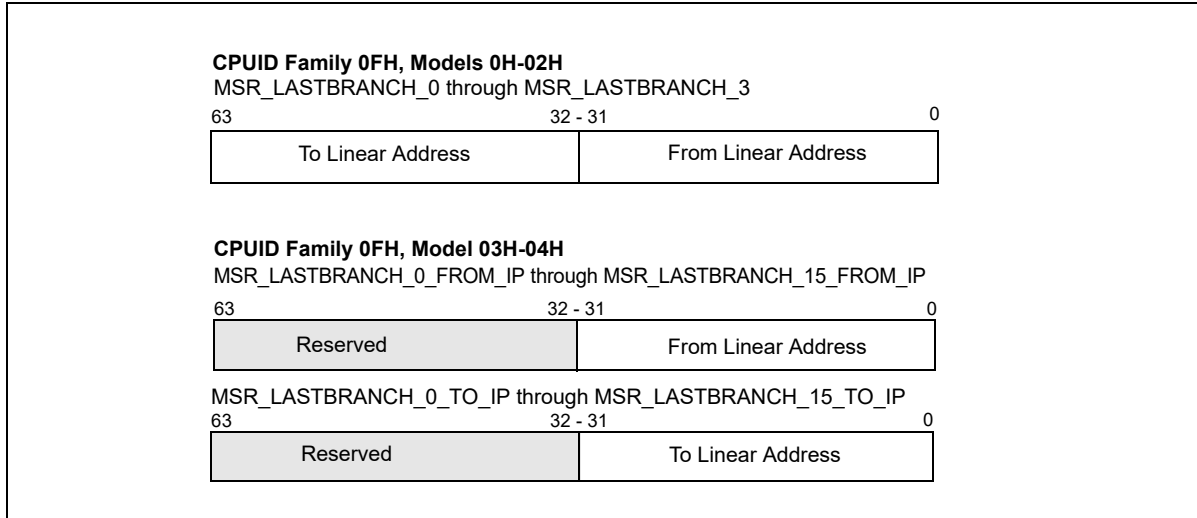 CPUID Family 0FH, Models 0H-02H
MSR_LASTBRANCH_0 through MSR_LASTBRANCH_3
63 32 - 31 0
To Linear Address From Linear Address
CPUID Family 0FH, Model 03H-04H
MSR_LASTBRANCH_0_FROM_IP through MSR_LASTBRANCH_15_FROM_IP
63 32 - 31 0
Reserved From Linear Address
MSR_LASTBRANCH_0_TO_IP through MSR_LASTBRANCH_15_TO_IP
63 32 - 31 0
Reserved To Linear Address